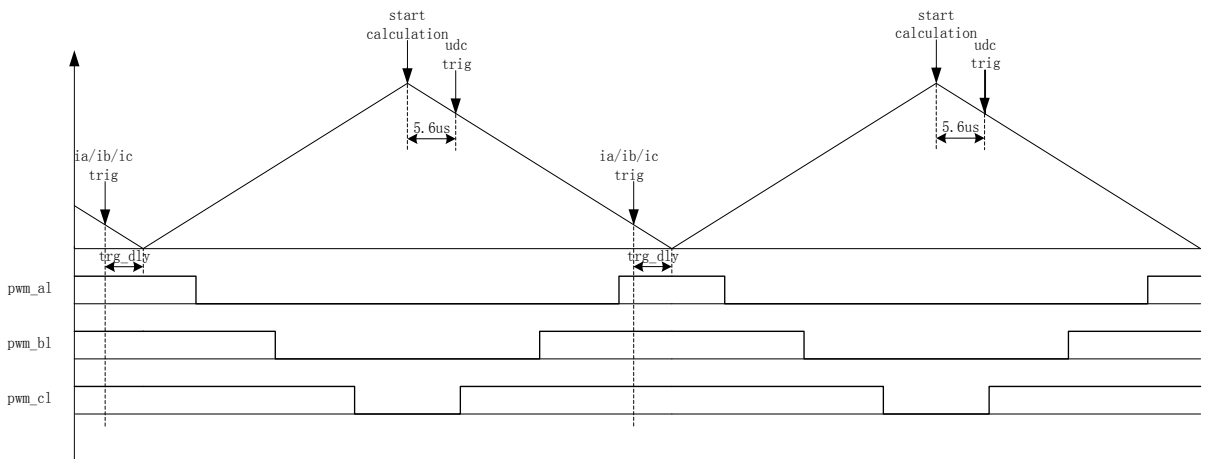 start
calculation
udc
trig
5.6us
ia/ib/ic
trig
trg_dly
ia/ib/ic
trig
trg_dly
start
calculation
udc
trig
5.6us
pwm_al
pwm_bl
pwm_cl